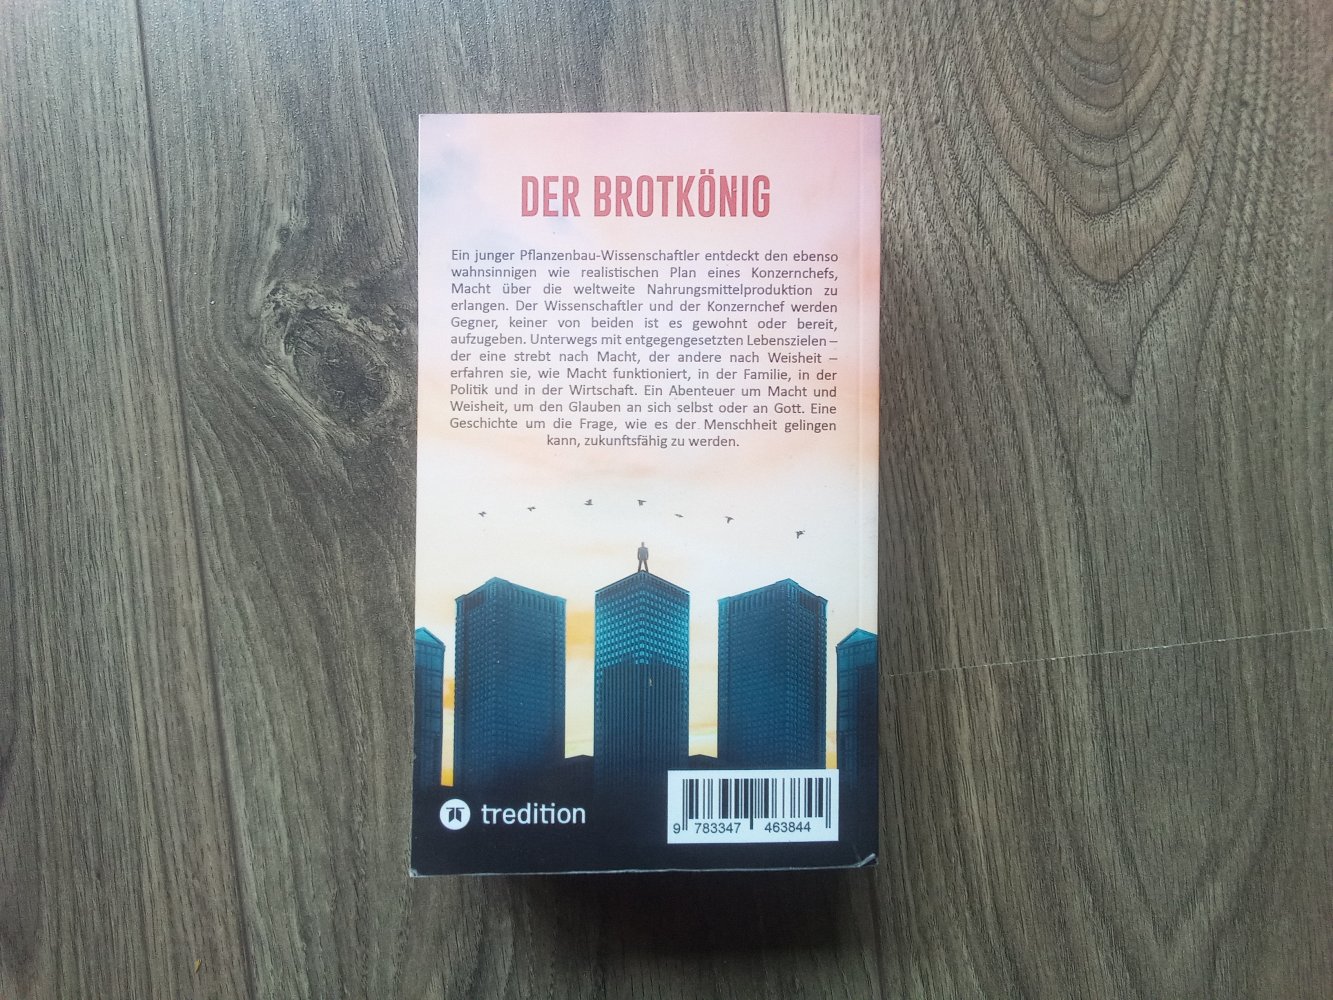 DER BROTKÖNIG
Ein junger Pflanzenbau-Wissenschaftler entdeckt den ebenso
wahnsinnigen wie realistischen Plan eines Konzernchefs,
Macht über die weltweite Nahrungsmittelproduktion zu
erlangen. Der Wissenschaftler und der Konzernchef werden
Gegner, keiner von beiden ist es gewohnt oder bereit,
aufzugeben. Unterwegs mit entgegengesetzten Lebenszielen –
der eine strebt nach Macht, der andere nach Weisheit –
erfahren sie, wie Macht funktioniert, in der Familie, in der
Politik und in der Wirtschaft. Ein Abenteuer um Macht und
Weisheit, um den Glauben an sich selbst oder an Gott. Eine
Geschichte um die Frage, wie es der Menschheit gelingen
kann, zukunftsfähig zu werden.
tredition
9 783347 463844